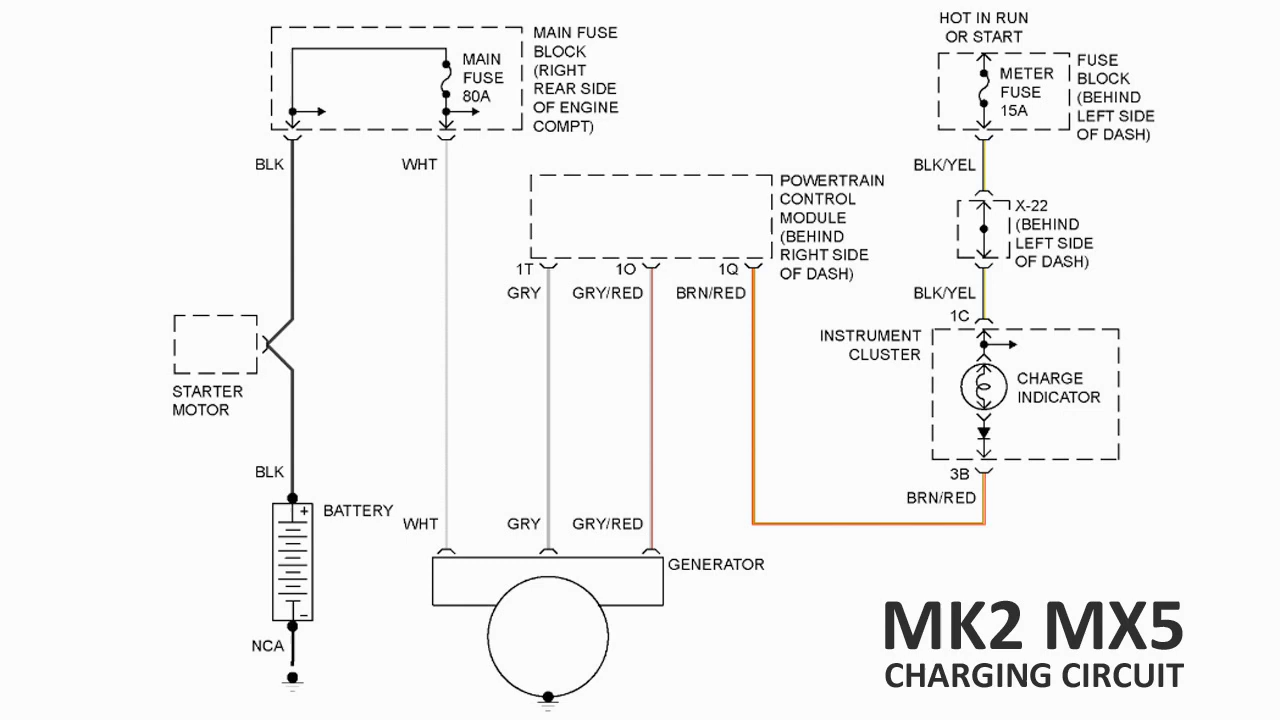 MAIN FUSE
BLOCK
(RIGHT
REAR SIDE
OF ENGINE
COMPT)
MAIN
FUSE
80A
HOT IN RUN
OR START
METER
FUSE
15A
FUSE
BLOCK
(BEHIND
LEFT SIDE
OF DASH)
BLK
WHT
BLK/YEL
POWERTRAIN
CONTROL
MODULE
(BEHIND
RIGHT SIDE
OF DASH)
X-22
(BEHIND
LEFT SIDE
OF DASH)
1T
1O
1Q
GRY
GRY/RED
BRN/RED
BLK/YEL
1C
INSTRUMENT
CLUSTER
CHARGE
INDICATOR
STARTER
MOTOR
BLK
3B
BRN/RED
+
BATTERY
WHT
GRY
GRY/RED
GENERATOR
−
NCA
MK2 MX5
CHARGING CIRCUIT